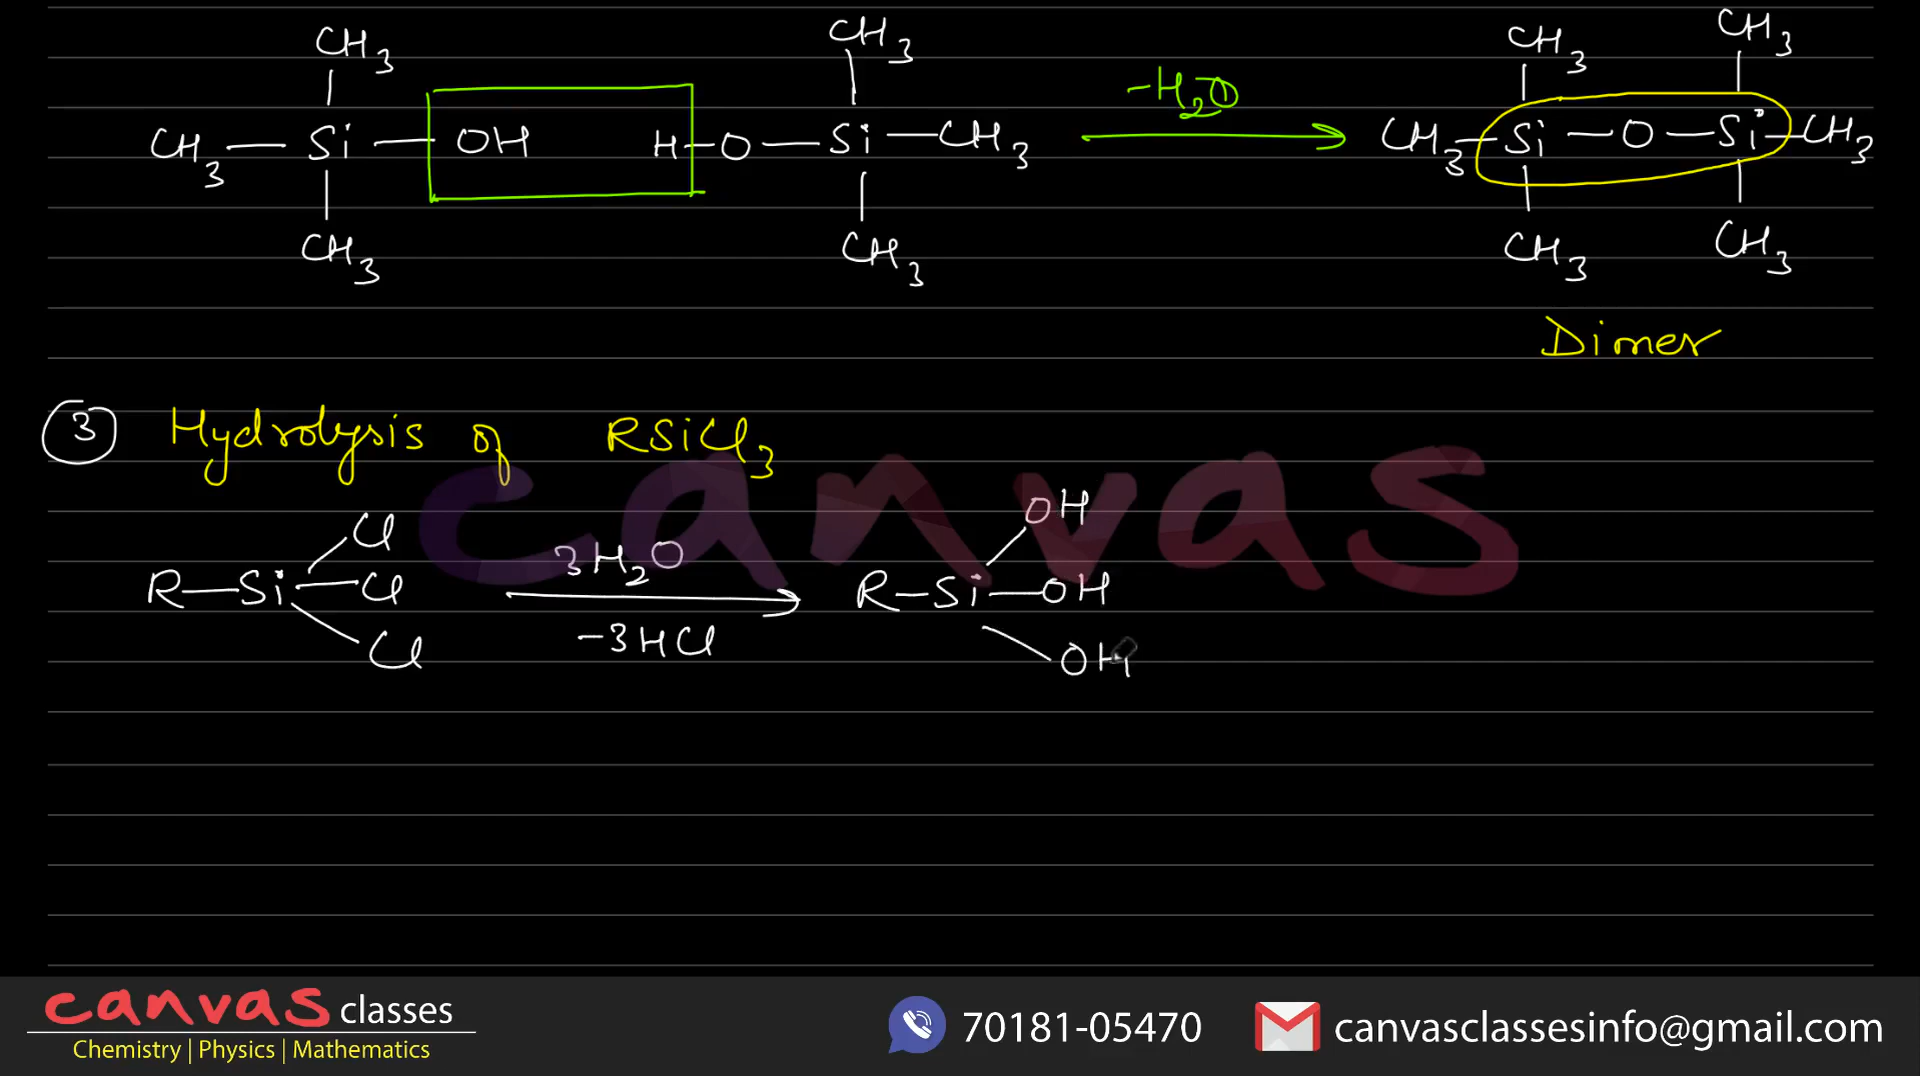 CH3 CH3 CH3 CH3
-H2O
CH3—Si—OH H—O—Si—CH3 CH3—Si—O—Si—CH3
CH3 CH3 CH3 CH3
Dimer
3 Hydrolysis of RSiCl3
canvas
Cl 3H2O OH
R—Si—Cl R—Si—OH
Cl -3HCl OH
canvas classes
Chemistry | Physics | Mathematics
70181-05470
canvasclassesinfo@gmail.com